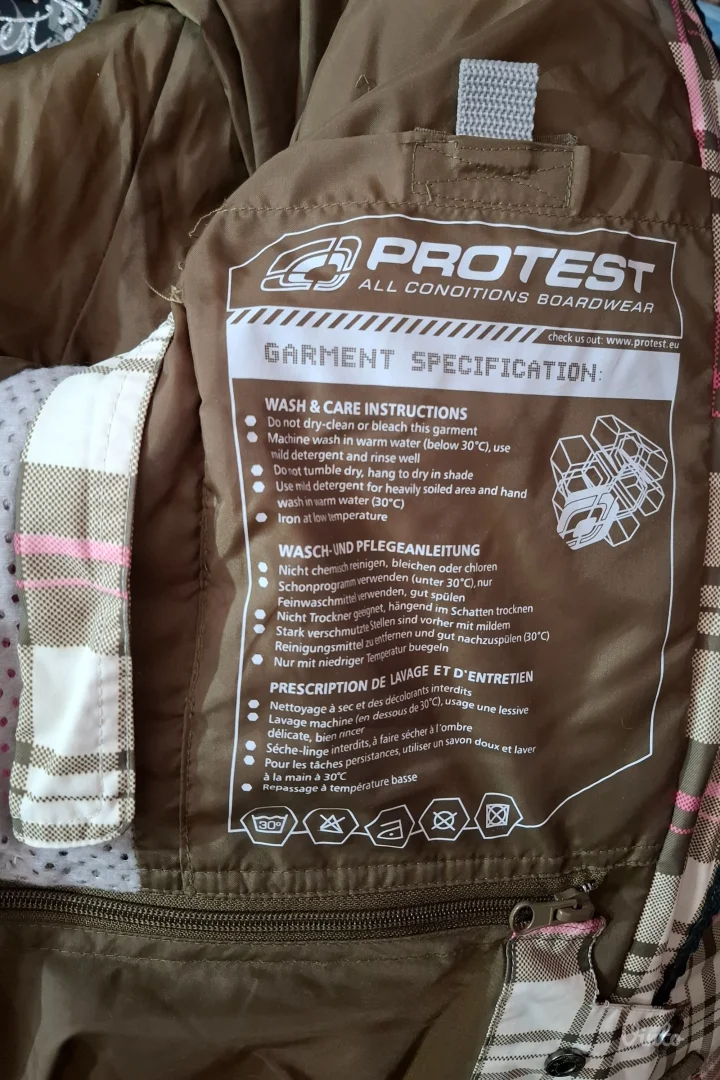 PROTEST
ALL CONDITIONS BOARDWEAR
check us out: www.protest.eu
GARMENT SPECIFICATION:
WASH & CARE INSTRUCTIONS
Do not dry-clean or bleach this garment
Machine wash in warm water (below 30°C), use
mild detergent and rinse well
Do not tumble dry, hang to dry in shade
Use mild detergent for heavily soiled area and hand
wash in warm water (30°C)
Iron at low temperature
WASCH-UND PFLEGEANLEITUNG
Nicht chemisch reinigen, bleichen oder chloren
Schonprogramm verwenden (unter 30°C), nur
Feinwaschmittel verwenden, gut spülen
Nicht Trockner geeignet, hängend im Schatten trocknen
Stark verschmutzte Stellen sind vorher mit mildem
Reinigungsmittel zu entfernen und gut nachzuspülen (30°C)
Nur mit niedriger Temperatur buegeln
PRESCRIPTION DE LAVAGE ET D'ENTRETIEN
Nettoyage à sec et des décolorants interdits
Lavage machine (en dessous de 30°C), usage une lessive
délicate, bien rincer
Séche-linge interdits, à faire sécher à l'ombre
Pour les tâches persistances, utiliser un savon doux et laver
à la main à 30°C
Repassage à température basse
30°